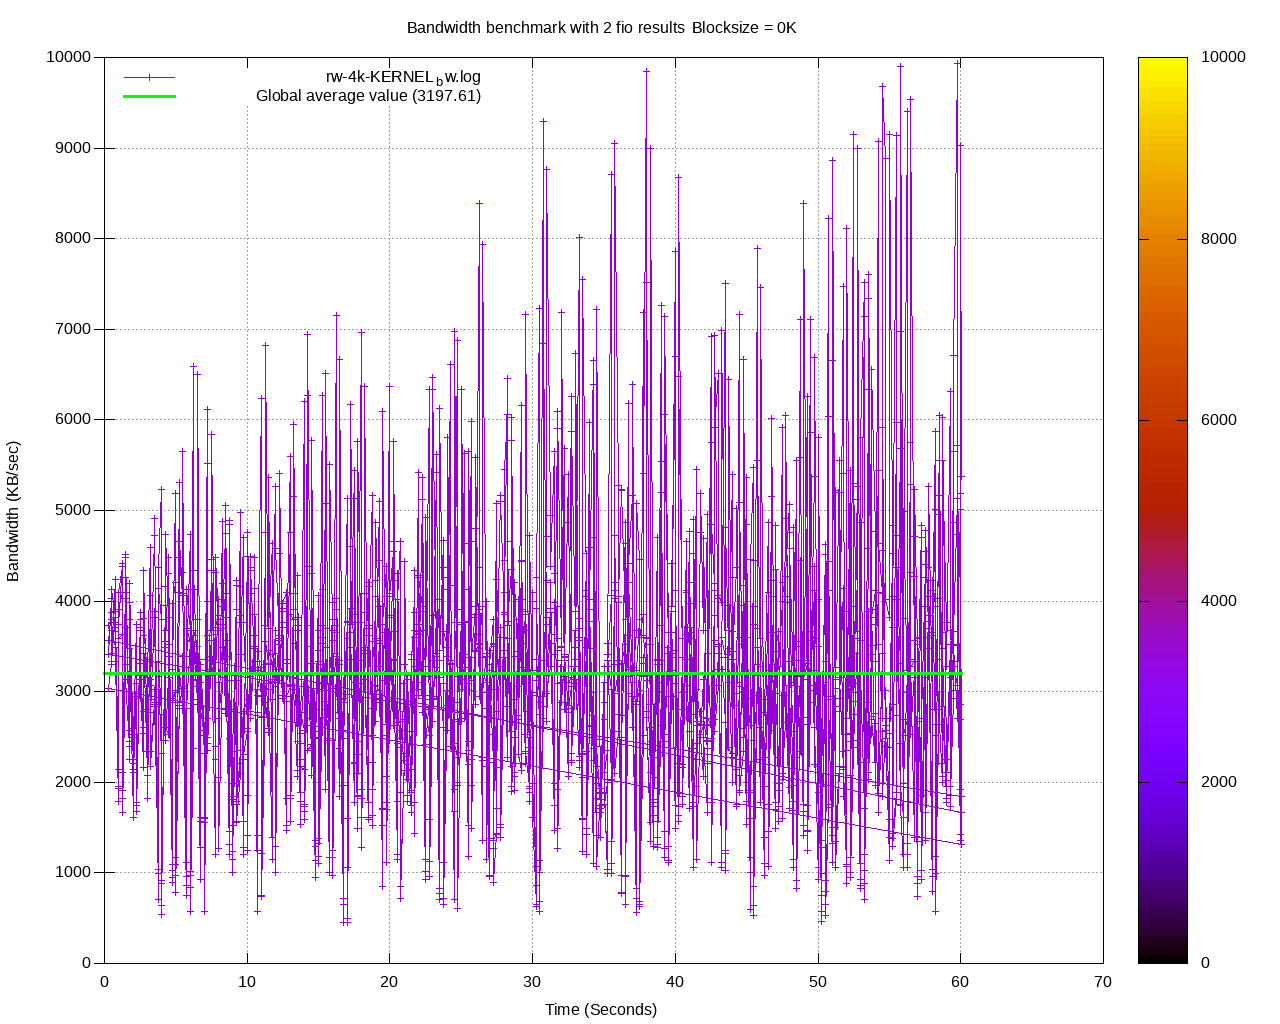 Bandwidth benchmark with 2 fio results Blocksize = 0K
rw-4k-KERNEL_bw.log
Global average value (3197.61)
10000
9000
8000
7000
6000
5000
4000
3000
2000
1000
0
Bandwidth (KB/sec)
0 10 20 30 40 50 60 70
Time (Seconds)
10000
8000
6000
4000
2000
0